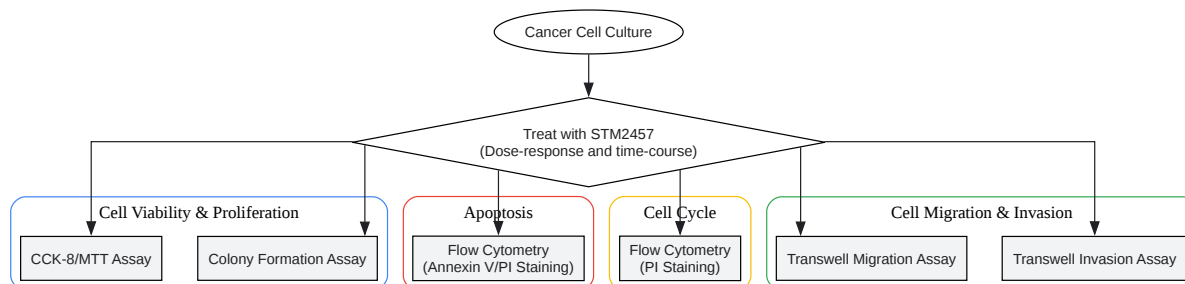 Cancer Cell Culture
Treat with STM2457
(Dose-response and time-course)
Cell Viability & Proliferation
Apoptosis
Cell Cycle
Cell Migration & Invasion
CCK-8/MTT Assay
Colony Formation Assay
Flow Cytometry
(Annexin V/PI Staining)
Flow Cytometry
(PI Staining)
Transwell Migration Assay
Transwell Invasion Assay